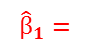 β̂₁ =